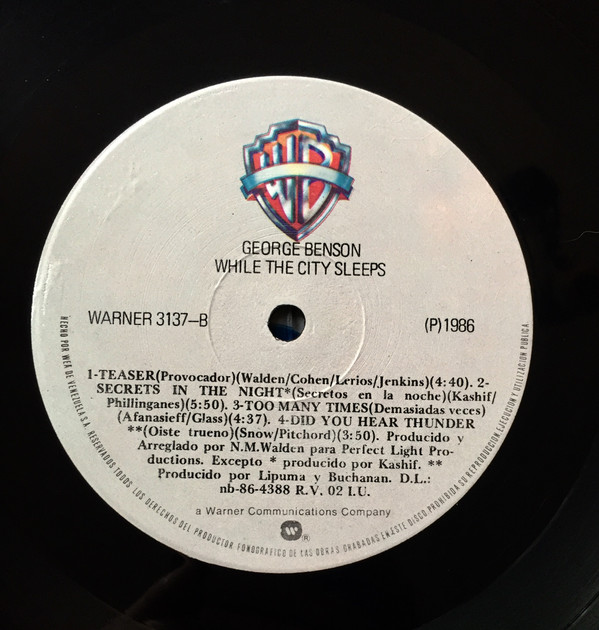 WB
GEORGE BENSON
WHILE THE CITY SLEEPS
WARNER 3137–B
(P)1986
1-TEASER(Provocador)(Walden/Cohen/Lerios/Jenkins)(4:40). 2-
SECRETS IN THE NIGHT*(Secretos en la noche)(Kashif/
Phillinganes)(5:50). 3-TOO MANY TIMES(Demasiadas veces)
(Afanasieff/Glass)(4:37). 4-DID YOU HEAR THUNDER
**(Oiste trueno)(Snow/Pitchord)(3:50). Producido y
Arreglado por N.M.Walden para Perfect Light Pro-
ductions. Excepto * producido por Kashif. **
Producido por Lipuma y Buchanan. D.L.:
nb-86-4388 R.V. 02 I.U.
a Warner Communications Company
W ®
HECHO POR WEA DE VENEZUELA S.A. RESERVADOS TODOS LOS DERECHOS DEL PRODUCTOR FONOGRAFICO DE LAS OBRAS GRABADAS EN ESTE DISCO PROHIBIDA SU REPRODUCCION EJECUCION Y UTILIZACION PUBLICA